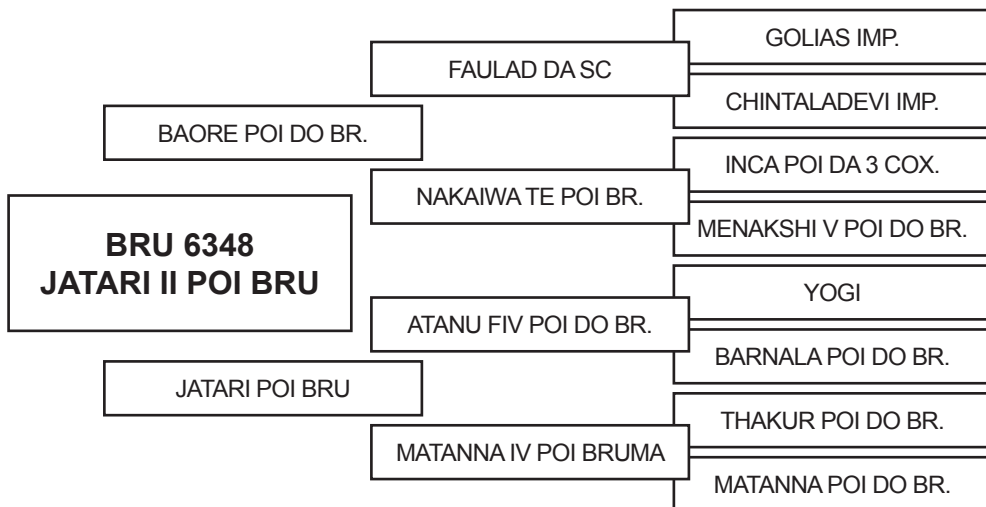 GOLIAS IMP.
FAULAD DA SC
CHINTALADEVI IMP.
BAORE POI DO BR.
INCA POI DA 3 COX.
NAKAIWA TE POI BR.
MENAKSHI V POI DO BR.
BRU 6348
JATARI II POI BRU
YOGI
ATANU FIV POI DO BR.
BARNALA POI DO BR.
JATARI POI BRU
THAKUR POI DO BR.
MATANNA IV POI BRUMA
MATANNA POI DO BR.